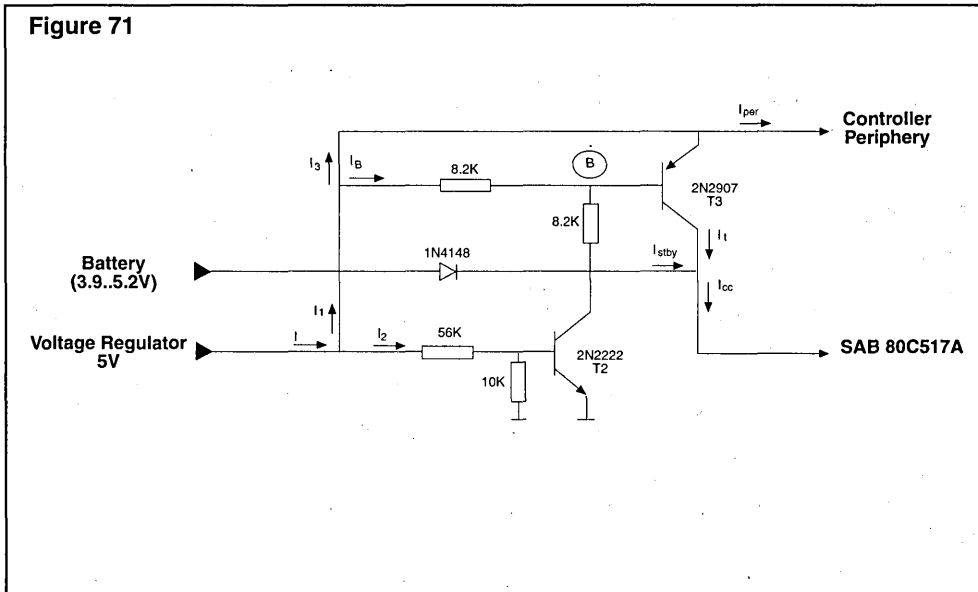 Figure 71
I per
Controller
Periphery
I3
IB
8.2K
B
2N2907
T3
8.2K
It
1N4148
Istby
Battery
(3.9..5.2V)
Icc
I1
Voltage Regulator
5V
I
I2
56K
2N2222
T2
SAB 80C517A
10K